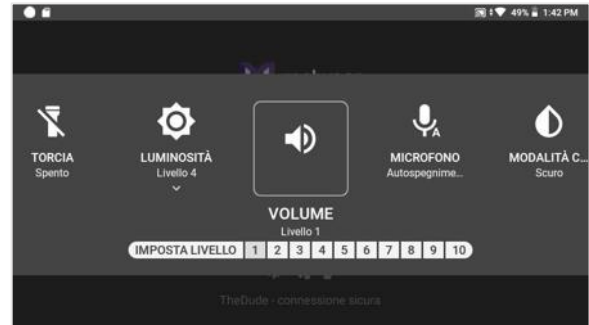 49% 1:42 PM
TORCIA
Spento
LUMINOSITÀ
Livello 4
VOLUME
Livello 1
MICROFONO
Autospegnime...
MODALITÀ C...
Scuro
IMPOSTA LIVELLO 1 2 3 4 5 6 7 8 9 10
TheDude - connessione sicura